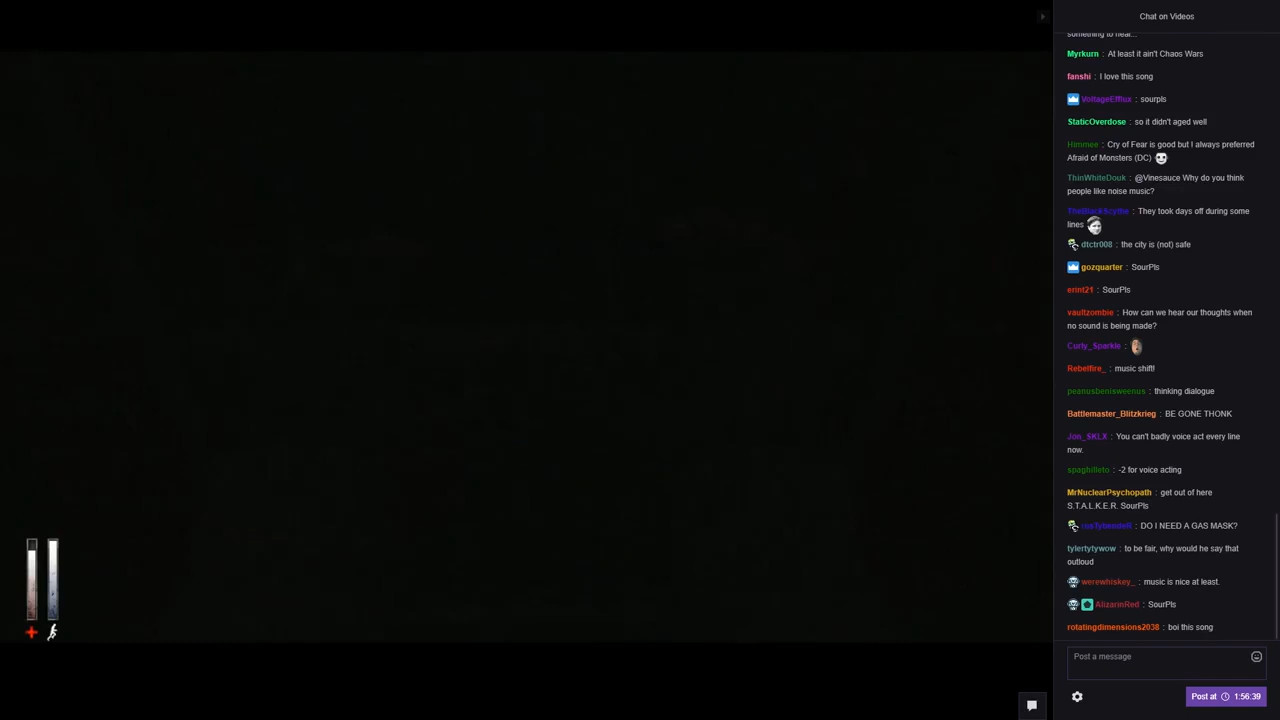 Chat on Videos
something to hear...
Myrkurn : At least it ain't Chaos Wars
fanshi : I love this song
VoltageEfflux : sourpls
StaticOverdose : so it didn't aged well
Himmee : Cry of Fear is good but I always preferred
Afraid of Monsters (DC)
ThinWhiteDouk : @Vinesauce Why do you think
people like noise music?
TheBlackScythe : They took days off during some
lines
dtctr008 : the city is (not) safe
gozquarter : SourPls
erint21 : SourPls
vaultzombie : How can we hear our thoughts when
no sound is being made?
Curly_Sparkle :
Rebelfire_ : music shift!
peanusbenisweenus : thinking dialogue
Battlemaster_Blitzkrieg : BE GONE THONK
Jon_SKLX : You can't badly voice act every line
now.
spaghilleto : -2 for voice acting
MrNuclearPsychopath : get out of here
S.T.A.L.K.E.R. SourPls
: DO I NEED A GAS MASK?
tylertytywow : to be fair, why would he say that
outloud
werewhiskey_ : music is nice at least.
AlizarinRed : SourPls
rotatingdimensions2038 : boi this song
Post a message
Post at 1:56:39